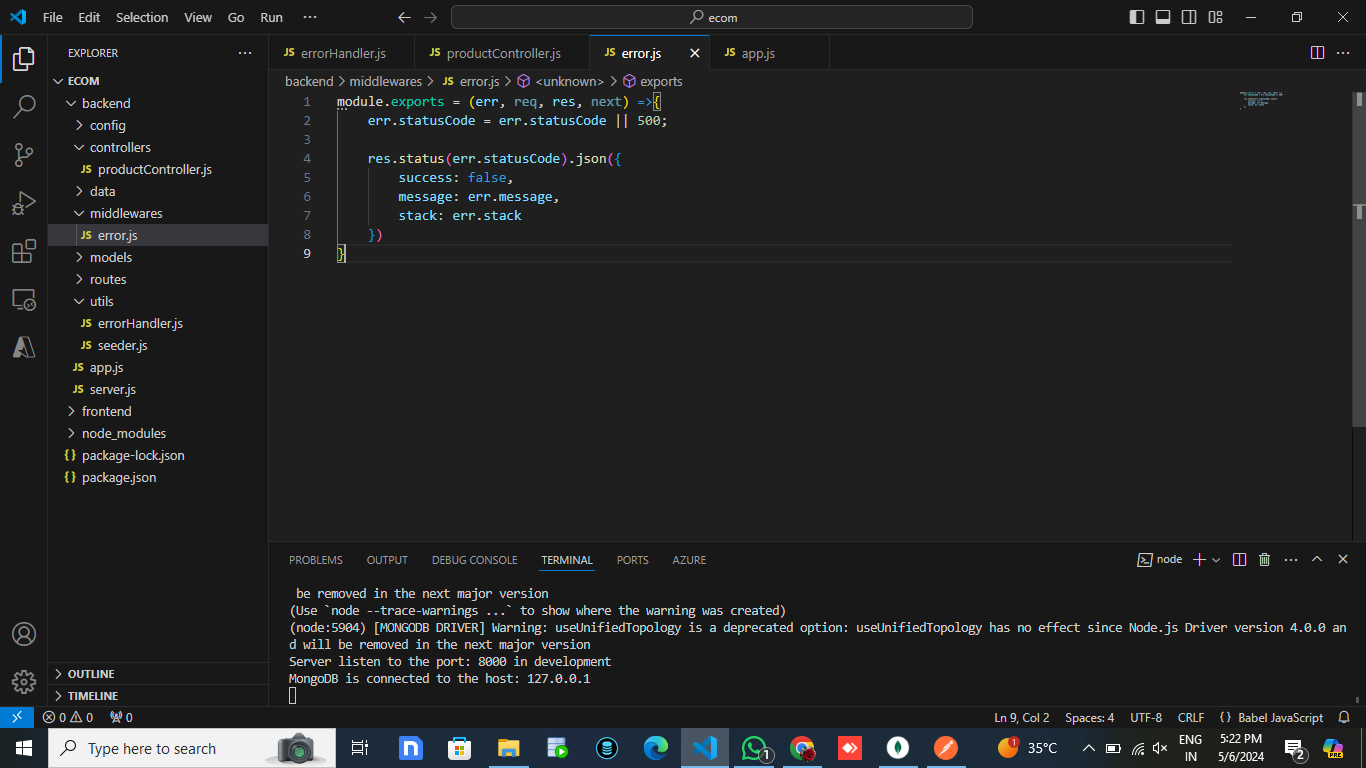 File Edit Selection View Go Run ··· ecom
EXPLORER ···
ECOM
backend
config
controllers
JS productController.js
data
middlewares
JS error.js
models
routes
utils
JS errorHandler.js
JS seeder.js
JS app.js
JS server.js
frontend
node_modules
{} package-lock.json
{} package.json
OUTLINE
TIMELINE
JS errorHandler.js JS productController.js JS error.js JS app.js
backend > middlewares > JS error.js > <unknown> > exports
1 module.exports = (err, req, res, next) =>{
2 err.statusCode = err.statusCode || 500;
3
4 res.status(err.statusCode).json({
5 success: false,
6 message: err.message,
7 stack: err.stack
8 })
9 }
PROBLEMS OUTPUT DEBUG CONSOLE TERMINAL PORTS AZURE node
be removed in the next major version
(Use `node --trace-warnings ...` to show where the warning was created)
(node:5904) [MONGODB DRIVER] Warning: useUnifiedTopology is a deprecated option: useUnifiedTopology has no effect since Node.js Driver version 4.0.0 an
d will be removed in the next major version
Server listen to the port: 8000 in development
MongoDB is connected to the host: 127.0.0.1
0 0 0 Ln 9, Col 2 Spaces: 4 UTF-8 CRLF {} Babel JavaScript
Type here to search
n
1
1
35°C
ENG
IN
5:22 PM
5/6/2024
2
PRE